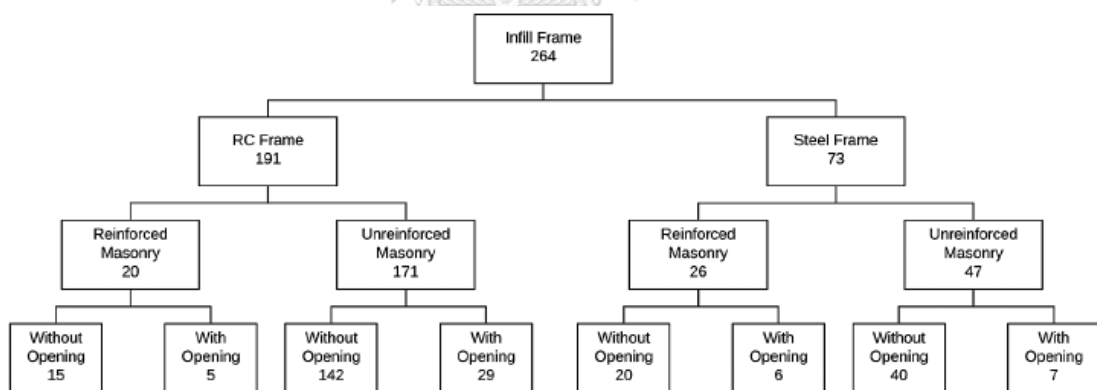 Infill Frame
264
RC Frame
191
Steel Frame
73
Reinforced
Masonry
20
Unreinforced
Masonry
171
Reinforced
Masonry
26
Unreinforced
Masonry
47
Without
Opening
15
With
Opening
5
Without
Opening
142
With
Opening
29
Without
Opening
20
With
Opening
6
Without
Opening
40
With
Opening
7